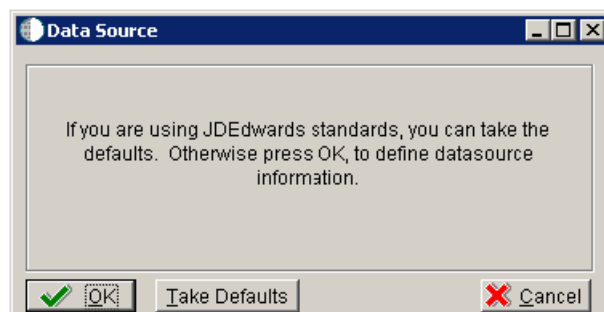 Data Source
If you are using JDEdwards standards, you can take the
defaults. Otherwise press OK, to define datasource
information.
OK Take Defaults Cancel